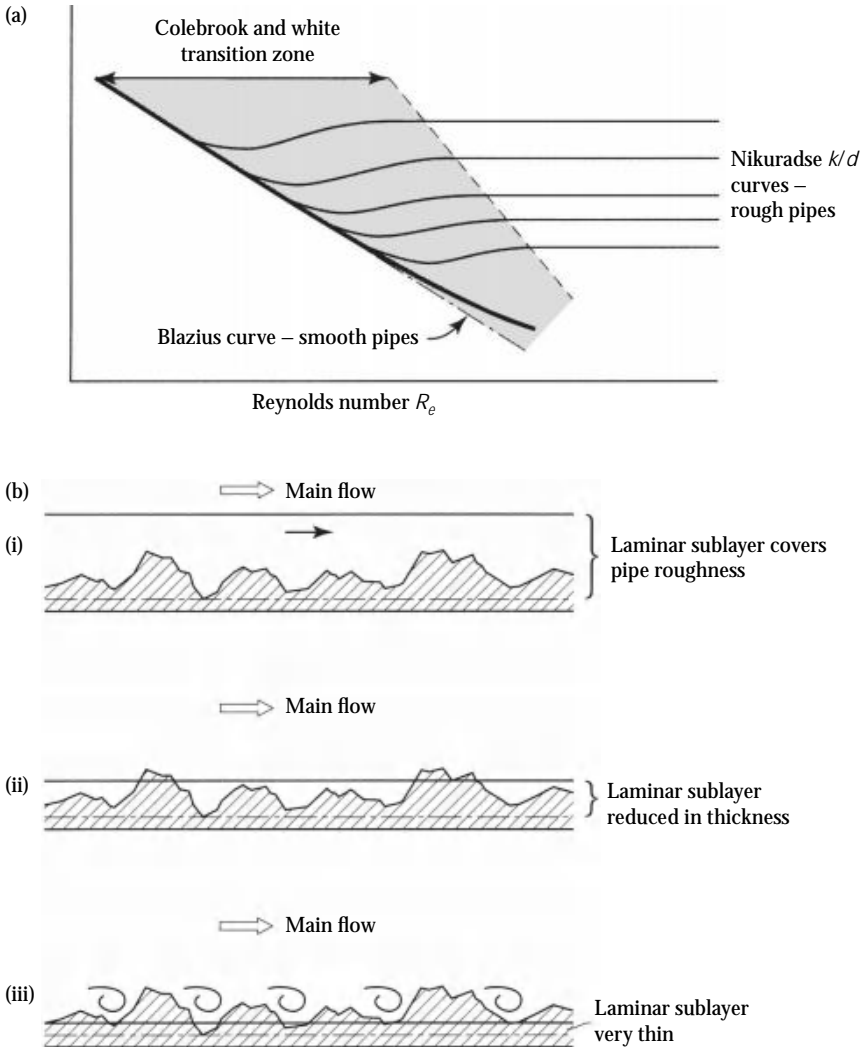 (a)
Colebrook and white
transition zone
Nikuradse k/d
curves –
rough pipes
Blazius curve – smooth pipes
Reynolds number Re
(b)
Main flow
(i)
Laminar sublayer covers
pipe roughness
Main flow
(ii)
Laminar sublayer
reduced in thickness
Main flow
(iii)
Laminar sublayer
very thin